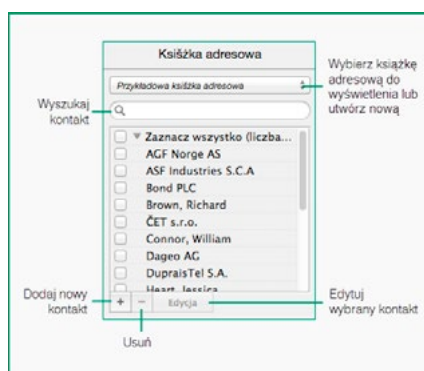 Ksišżka adresowa
Przykładowa ksišżka adresowa
Wybierz książkę
adresową do
wyświetlenia lub
utwórz nową
Wyszukaj
kontakt
Zaznacz wszystko (liczba...
AGF Norge AS
ASF Industries S.C.A
Bond PLC
Brown, Richard
ČET s.r.o.
Connor, William
Dageo AG
DupraisTel S.A.
Heart, Jessica
Dodaj nowy
kontakt
+
−
Edycja
Edytuj
wybrany kontakt
Usuń